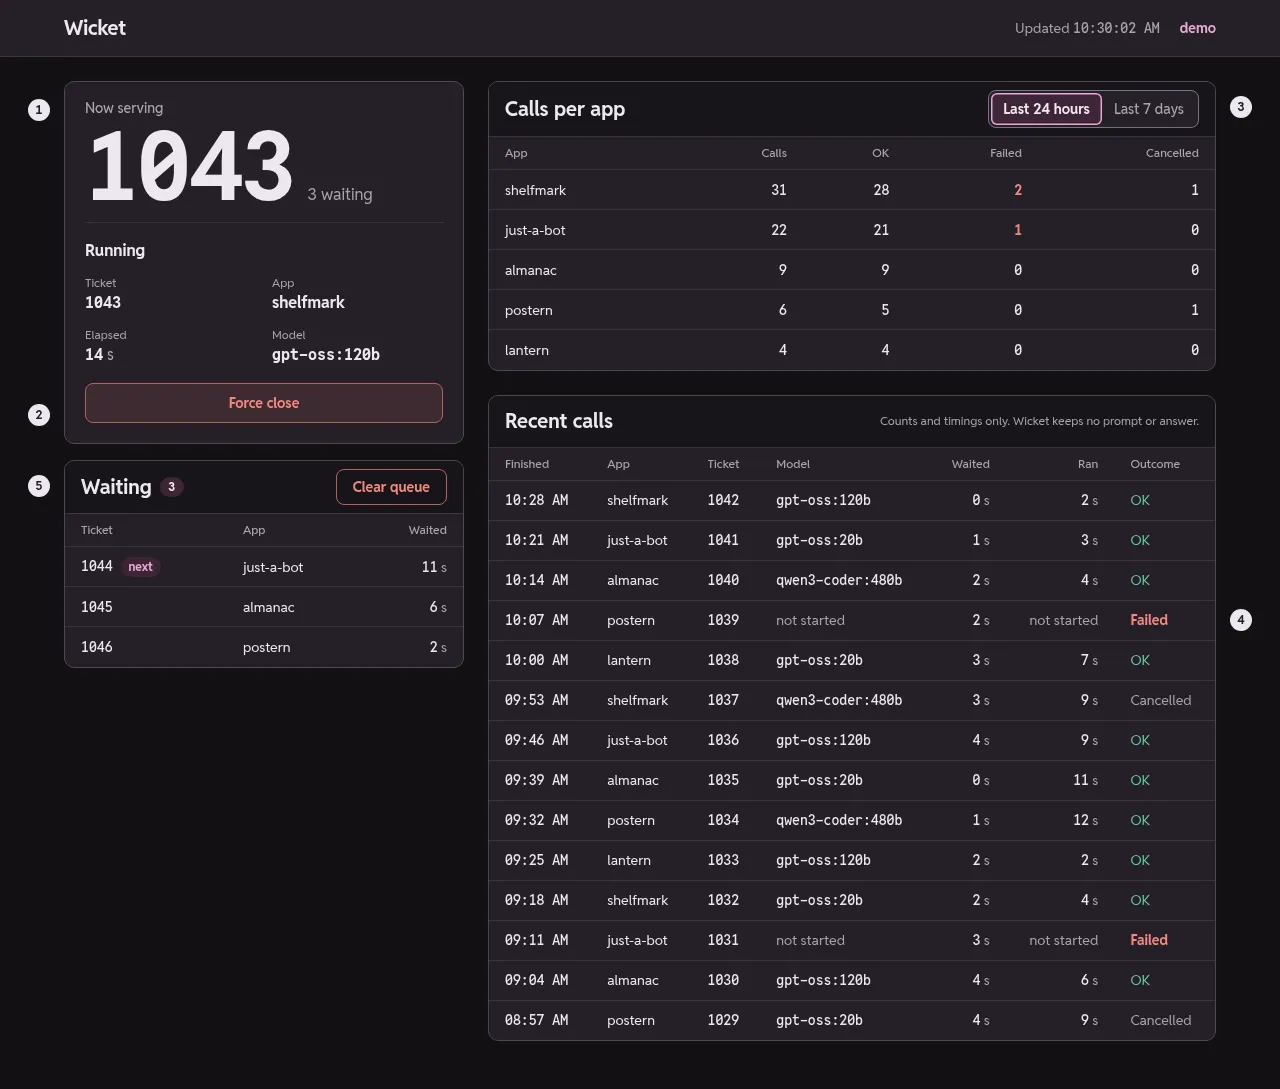 Wicket
Updated 10:30:02 AM demo
1
Now serving
1043 3 waiting
Running
Ticket App
1043 shelfmark
Elapsed Model
14 s gpt-oss:120b
2
Force close
5
Waiting 3 Clear queue
Ticket App Waited
1044 next just-a-bot 11 s
1045 almanac 6 s
1046 postern 2 s
Calls per app Last 24 hours Last 7 days
3
App Calls OK Failed Cancelled
shelfmark 31 28 2 1
just-a-bot 22 21 1 0
almanac 9 9 0 0
postern 6 5 0 1
lantern 4 4 0 0
Recent calls Counts and timings only. Wicket keeps no prompt or answer.
Finished App Ticket Model Waited Ran Outcome
10:28 AM shelfmark 1042 gpt-oss:120b 0 s 2 s OK
10:21 AM just-a-bot 1041 gpt-oss:20b 1 s 3 s OK
10:14 AM almanac 1040 qwen3-coder:480b 2 s 4 s OK
10:07 AM postern 1039 not started 2 s not started Failed
4
10:00 AM lantern 1038 gpt-oss:20b 3 s 7 s OK
09:53 AM shelfmark 1037 qwen3-coder:480b 3 s 9 s Cancelled
09:46 AM just-a-bot 1036 gpt-oss:120b 4 s 9 s OK
09:39 AM almanac 1035 gpt-oss:20b 0 s 11 s OK
09:32 AM postern 1034 qwen3-coder:480b 1 s 12 s OK
09:25 AM lantern 1033 gpt-oss:120b 2 s 2 s OK
09:18 AM shelfmark 1032 gpt-oss:20b 2 s 4 s OK
09:11 AM just-a-bot 1031 not started 3 s not started Failed
09:04 AM almanac 1030 gpt-oss:120b 4 s 6 s OK
08:57 AM postern 1029 gpt-oss:20b 4 s 9 s Cancelled